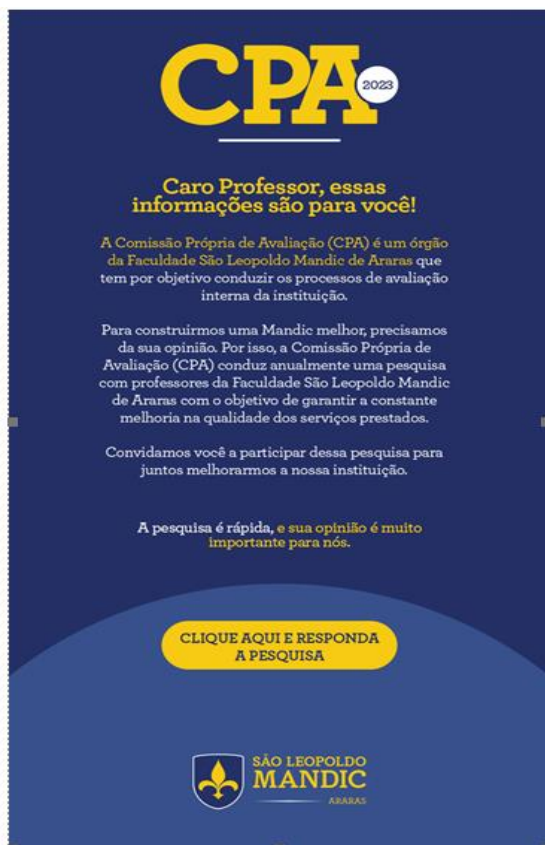 CPA
2023
Caro Professor, essas
informações são para você!
A Comissão Própria de Avaliação (CPA) é um órgão
da Faculdade São Leopoldo Mandic de Araras que
tem por objetivo conduzir os processos de avaliação
interna da instituição.
Para construirmos uma Mandic melhor, precisamos
da sua opinião. Por isso, a Comissão Própria de
Avaliação (CPA) conduz anualmente uma pesquisa
com professores da Faculdade São Leopoldo Mandic
de Araras com o objetivo de garantir a constante
melhoria na qualidade dos serviços prestados.
Convidamos você a participar dessa pesquisa para
juntos melhorarmos a nossa instituição.
A pesquisa é rápida, e sua opinião é muito
importante para nós.
CLIQUE AQUI E RESPONDA
A PESQUISA
SÃO LEOPOLDO
MANDIC
ARARAS